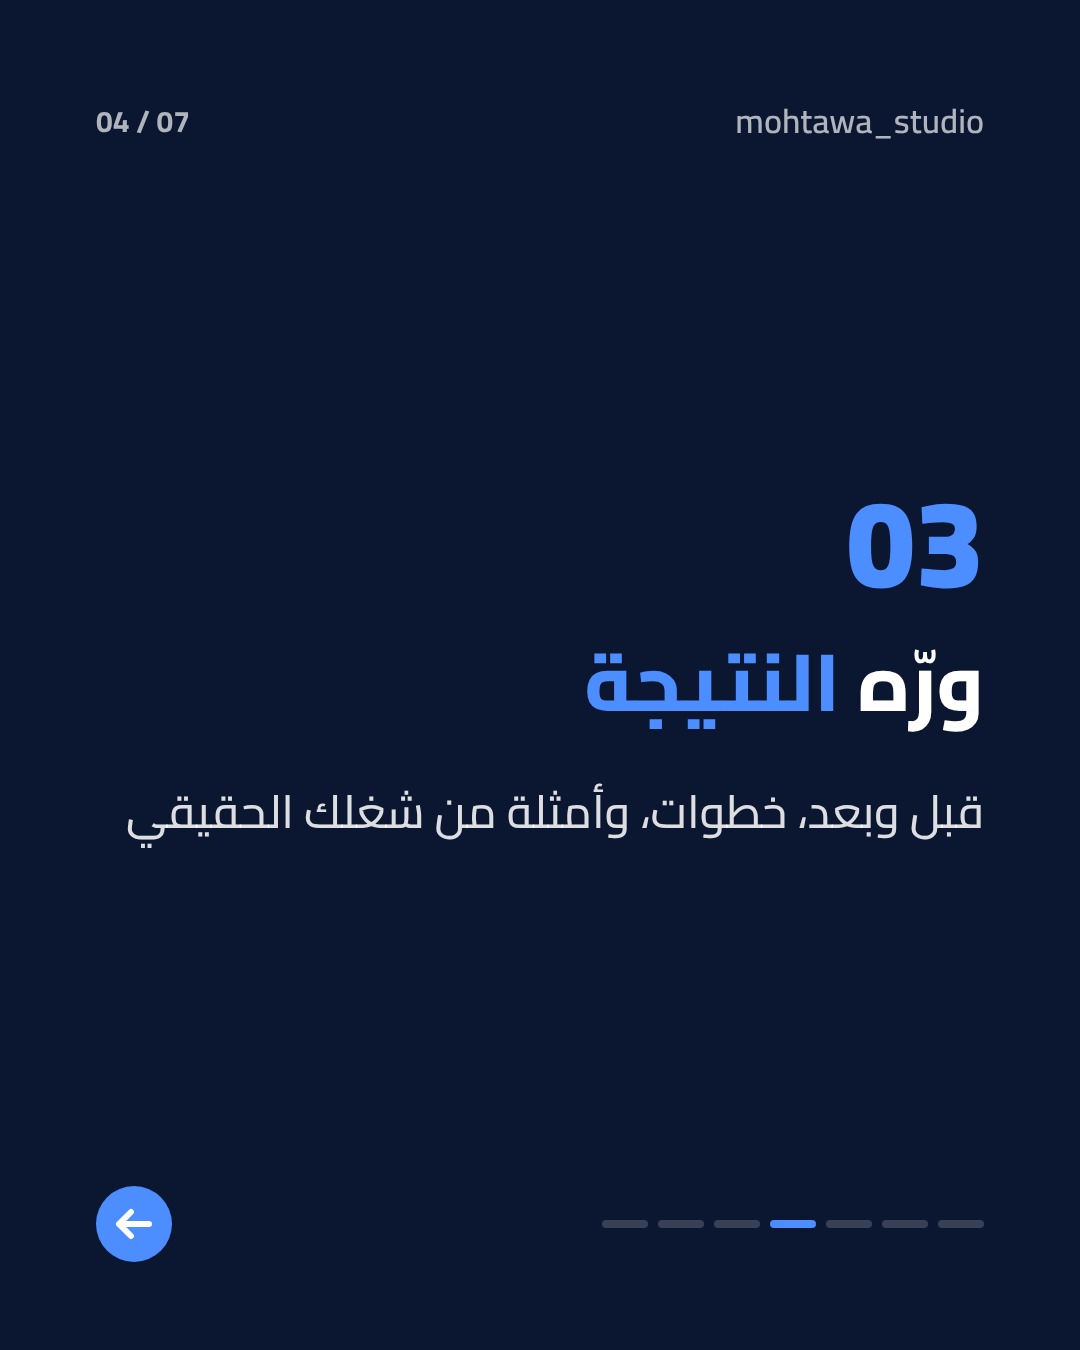 mohtawa_studio
04 / 07
03
ورّه النتيجة
قبل وبعد، خطوات، وأمثلة من شغلك الحقيقي